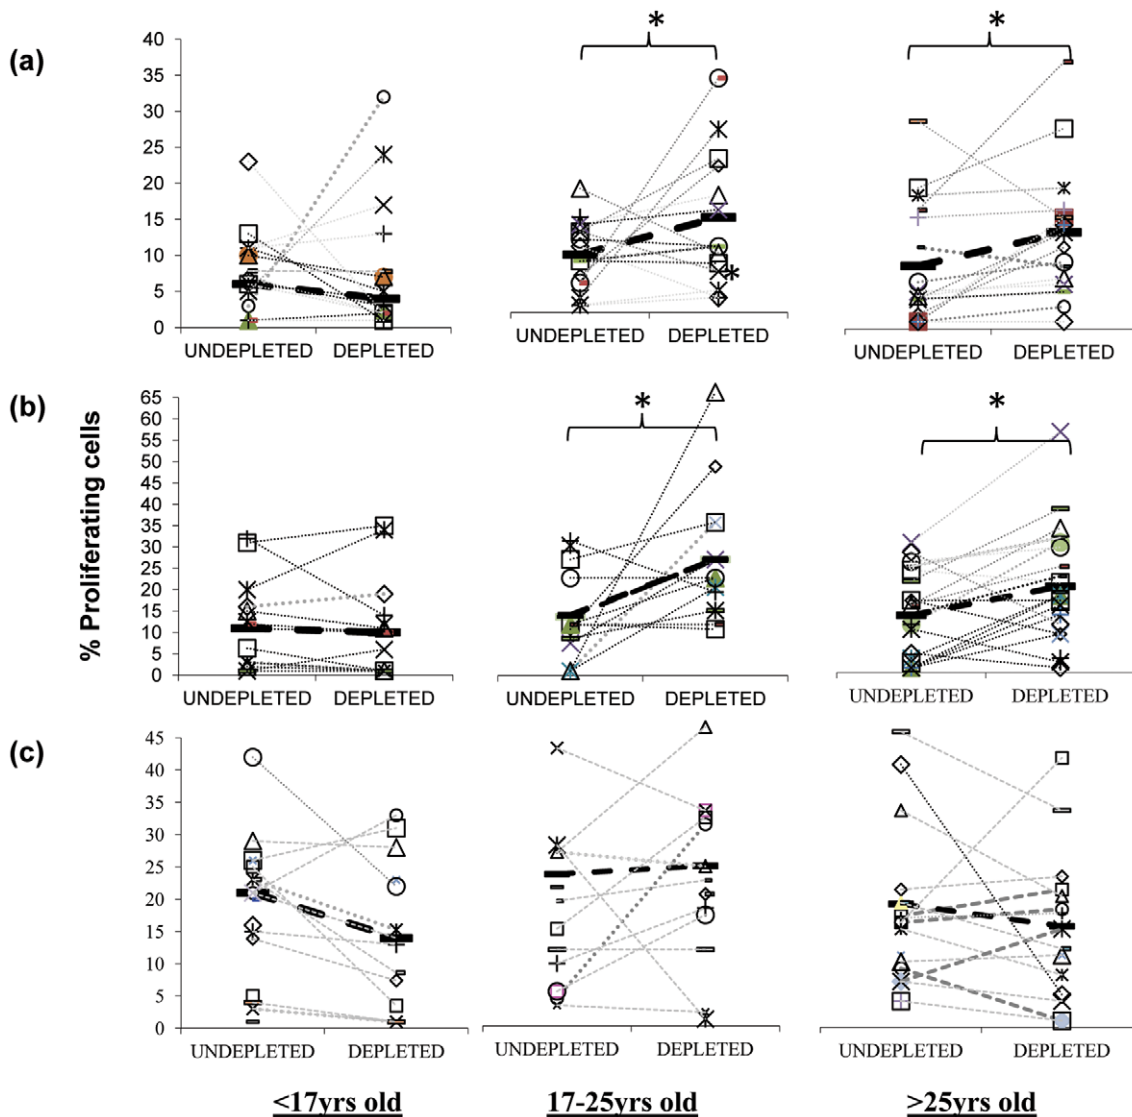 (a)
40
35
30
25
20
15
10
5
0
*
*
*
UNDEPLETED DEPLETED
UNDEPLETED DEPLETED
UNDEPLETED DEPLETED
(b)
% Proliferating cells
65
60
55
50
45
40
35
30
25
20
15
10
5
0
*
*
UNDEPLETED DEPLETED
UNDEPLETED DEPLETED
UNDEPLETED DEPLETED
(c)
45
40
35
30
25
20
15
10
5
0
UNDEPLETED DEPLETED
UNDEPLETED DEPLETED
UNDEPLETED DEPLETED
<17yrs old 17-25yrs old >25yrs old